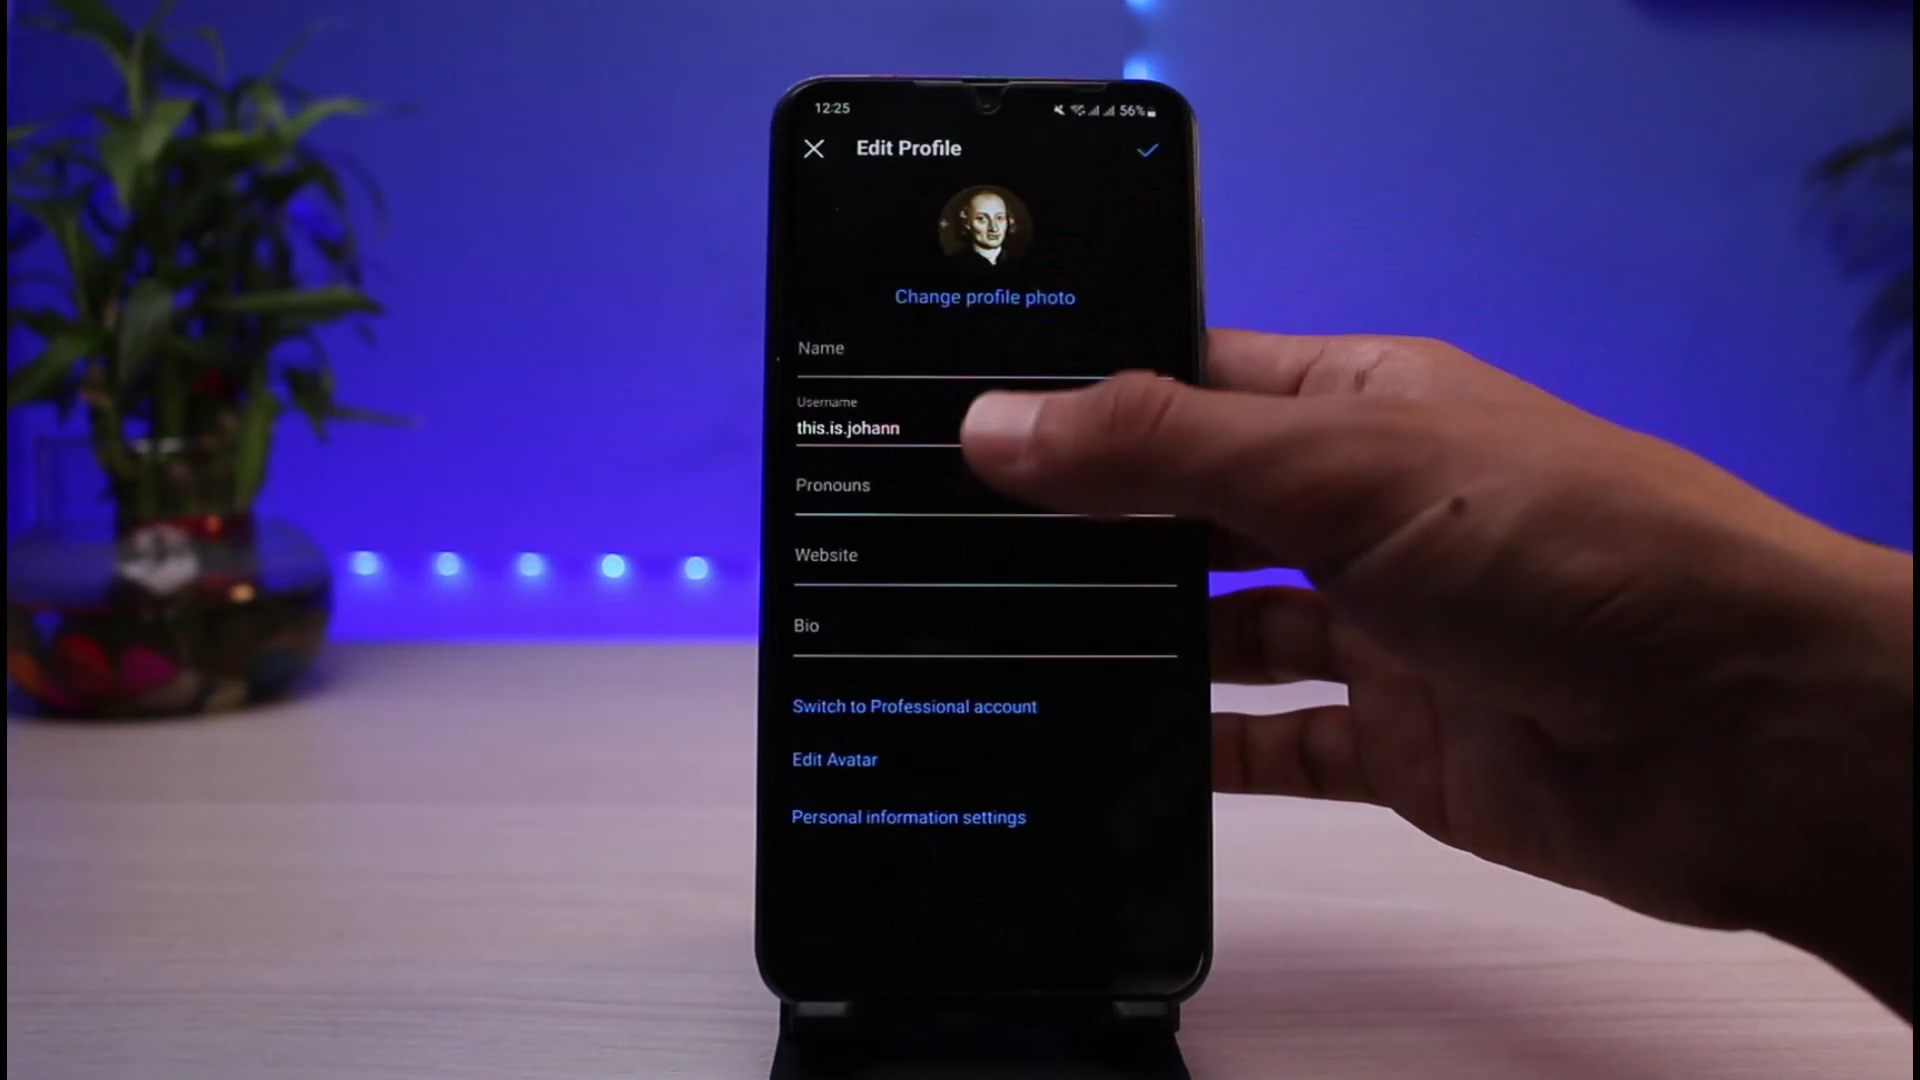 12:25
56%
Edit Profile
Change profile photo
Name
Username
this.is.johann
Pronouns
Website
Bio
Switch to Professional account
Edit Avatar
Personal information settings